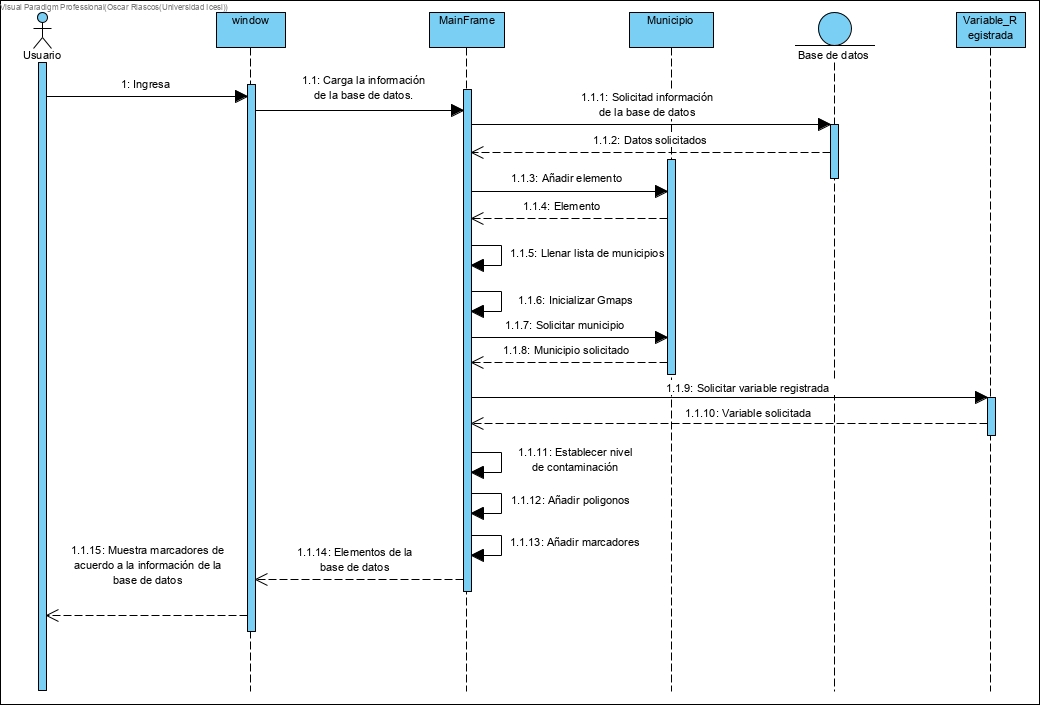 Visual Paradigm Professional(Oscar Riascos(Universidad Icesi))
Usuario
window
MainFrame
Municipio
Base de datos
Variable_R
egistrada
1: Ingresa
1.1: Carga la información
de la base de datos.
1.1.1: Solicitad información
de la base de datos
1.1.2: Datos solicitados
1.1.3: Añadir elemento
1.1.4: Elemento
1.1.5: Llenar lista de municipios
1.1.6: Inicializar Gmaps
1.1.7: Solicitar municipio
1.1.8: Municipio solicitado
1.1.9: Solicitar variable registrada
1.1.10: Variable solicitada
1.1.11: Establecer nivel
de contaminación
1.1.12: Añadir poligonos
1.1.13: Añadir marcadores
1.1.14: Elementos de la
base de datos
1.1.15: Muestra marcadores de
acuerdo a la información de la
base de datos